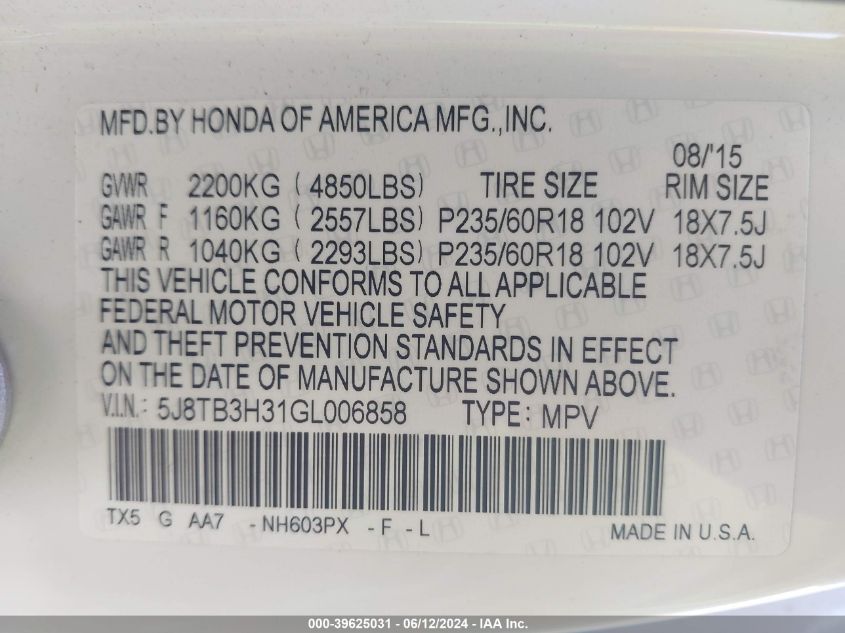 MFD.BY HONDA OF AMERICA MFG.,INC.
08/'15
GVWR 2200KG ( 4850LBS) TIRE SIZE RIM SIZE
GAWR F 1160KG ( 2557LBS) P235/60R18 102V 18X7.5J
GAWR R 1040KG ( 2293LBS) P235/60R18 102V 18X7.5J
THIS VEHICLE CONFORMS TO ALL APPLICABLE
FEDERAL MOTOR VEHICLE SAFETY
AND THEFT PREVENTION STANDARDS IN EFFECT
ON THE DATE OF MANUFACTURE SHOWN ABOVE.
V.I.N.: 5J8TB3H31GL006858 TYPE: MPV
TX5 G AA7 -NH603PX -F -L
MADE IN U.S.A.
000-39625031 - 06/12/2024 - IAA Inc.